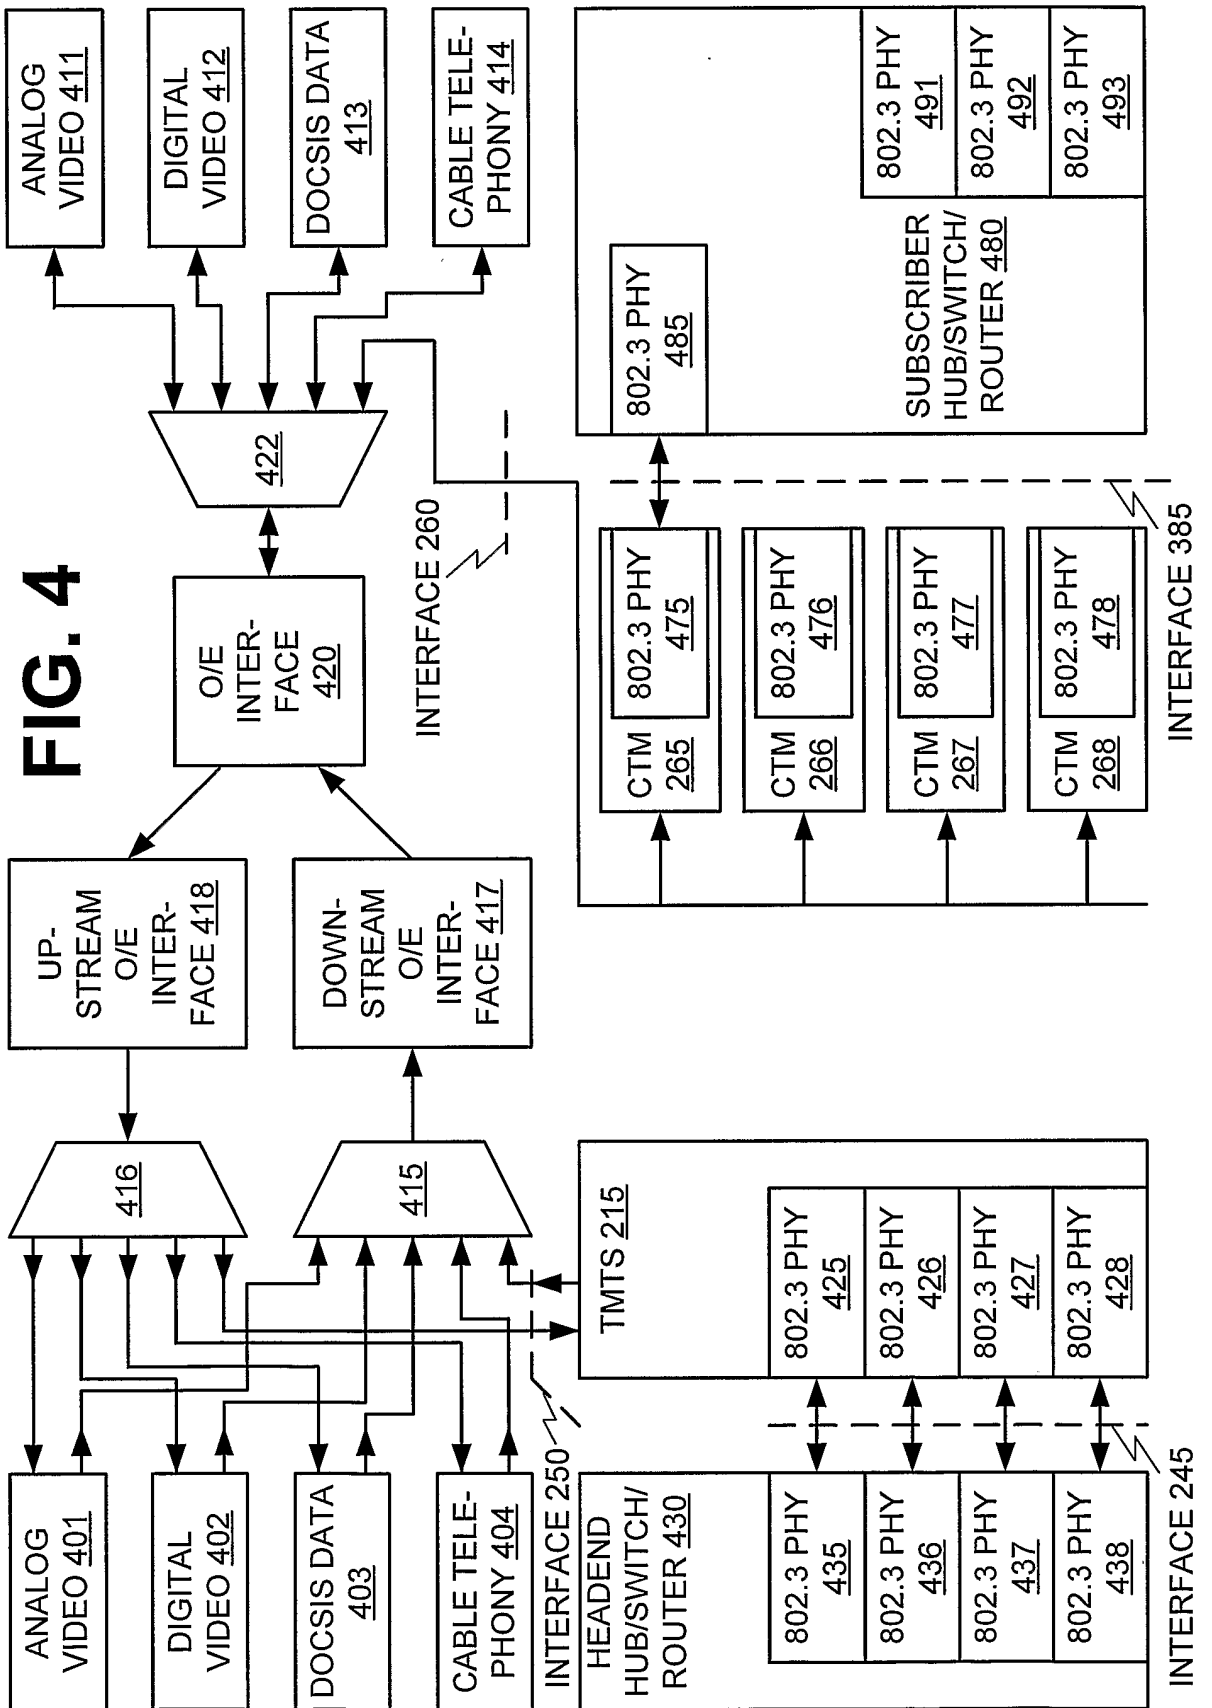 FIG. 4
ANALOG
VIDEO 401
DIGITAL
VIDEO 402
DOCSIS DATA
403
CABLE TELE-
PHONY 404
416
415
UP-
STREAM
O/E
INTER-
FACE 418
DOWN-
STREAM
O/E
INTER-
FACE 417
O/E
INTER-
FACE
420
422
ANALOG
VIDEO 411
DIGITAL
VIDEO 412
DOCSIS DATA
413
CABLE TELE-
PHONY 414
INTERFACE 250
INTERFACE 260
HEADEND
HUB/SWITCH/
ROUTER 430
802.3 PHY
435
802.3 PHY
436
802.3 PHY
437
802.3 PHY
438
INTERFACE 245
TMTS 215
802.3 PHY
425
802.3 PHY
426
802.3 PHY
427
802.3 PHY
428
CTM
265
802.3 PHY
475
CTM
266
802.3 PHY
476
CTM
267
802.3 PHY
477
CTM
268
802.3 PHY
478
INTERFACE 385
802.3 PHY
485
SUBSCRIBER
HUB/SWITCH/
ROUTER 480
802.3 PHY
491
802.3 PHY
492
802.3 PHY
493